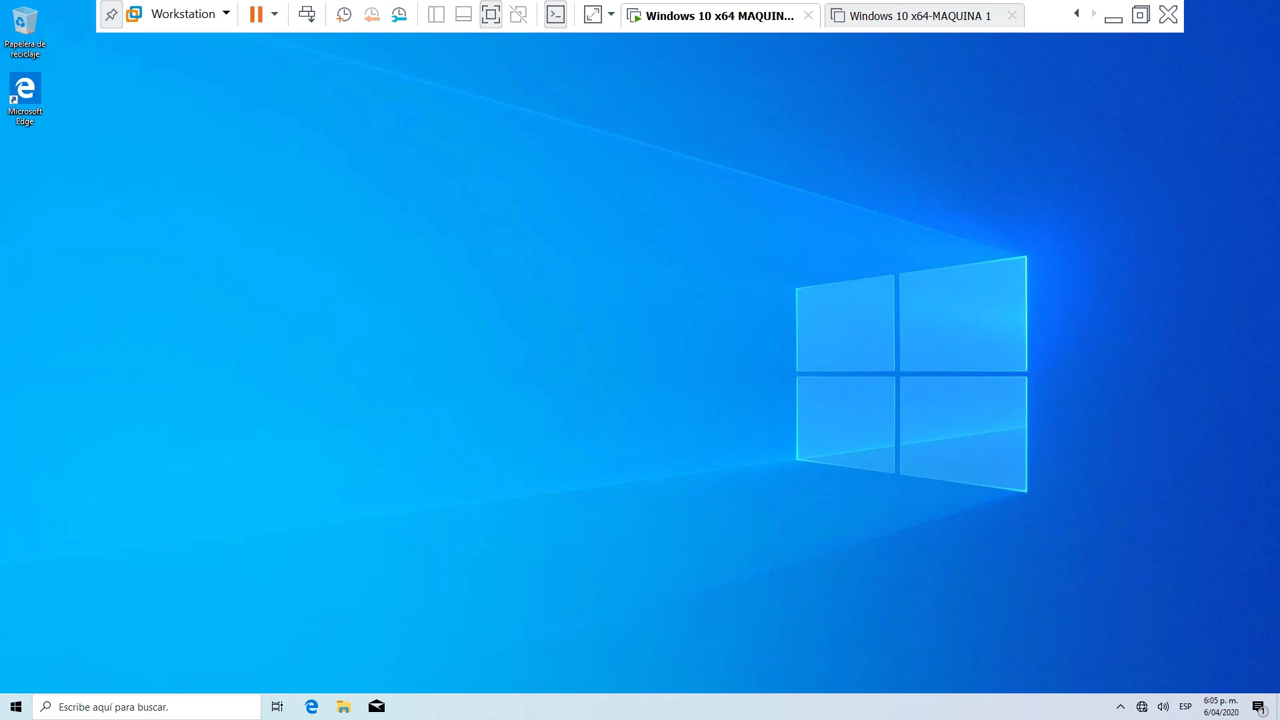 Workstation
Windows 10 x64 MAQUIN...
Windows 10 x64-MAQUINA 1
Papelera de
reciclaje
Microsoft
Edge
Escribe aquí para buscar.
ESP
6:05 p. m.
6/04/2020
1